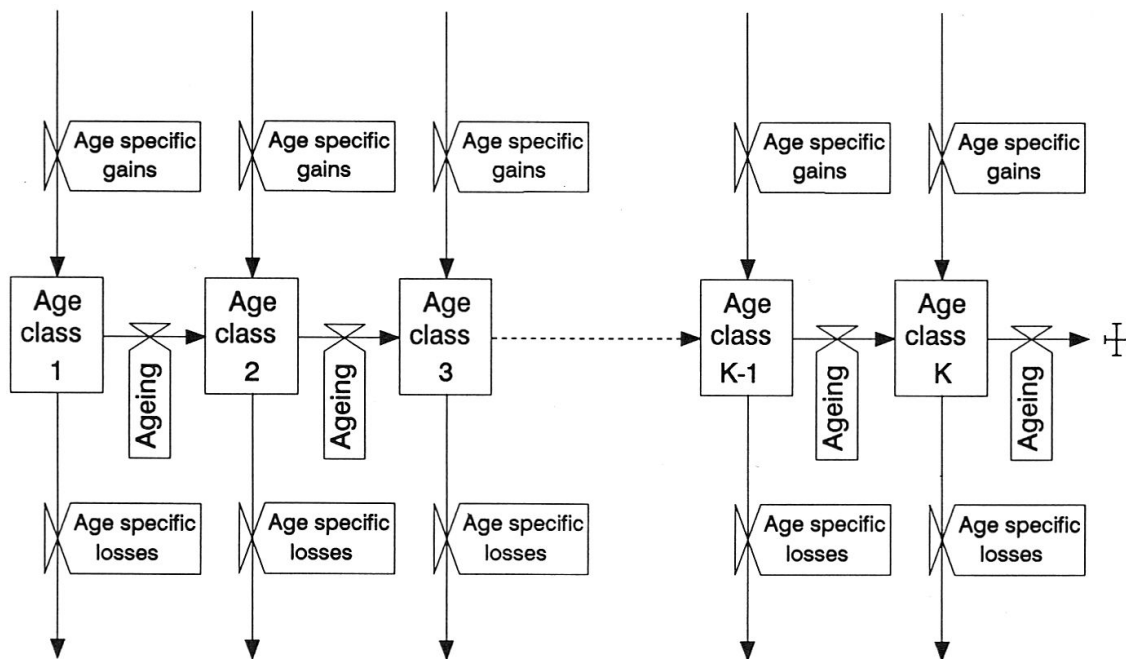 Age specific
gains
Age specific
gains
Age specific
gains
Age specific
gains
Age specific
gains
Age
class
1
Ageing
Age
class
2
Ageing
Age
class
3
Age
class
K-1
Ageing
Age
class
K
Ageing
Age specific
losses
Age specific
losses
Age specific
losses
Age specific
losses
Age specific
losses